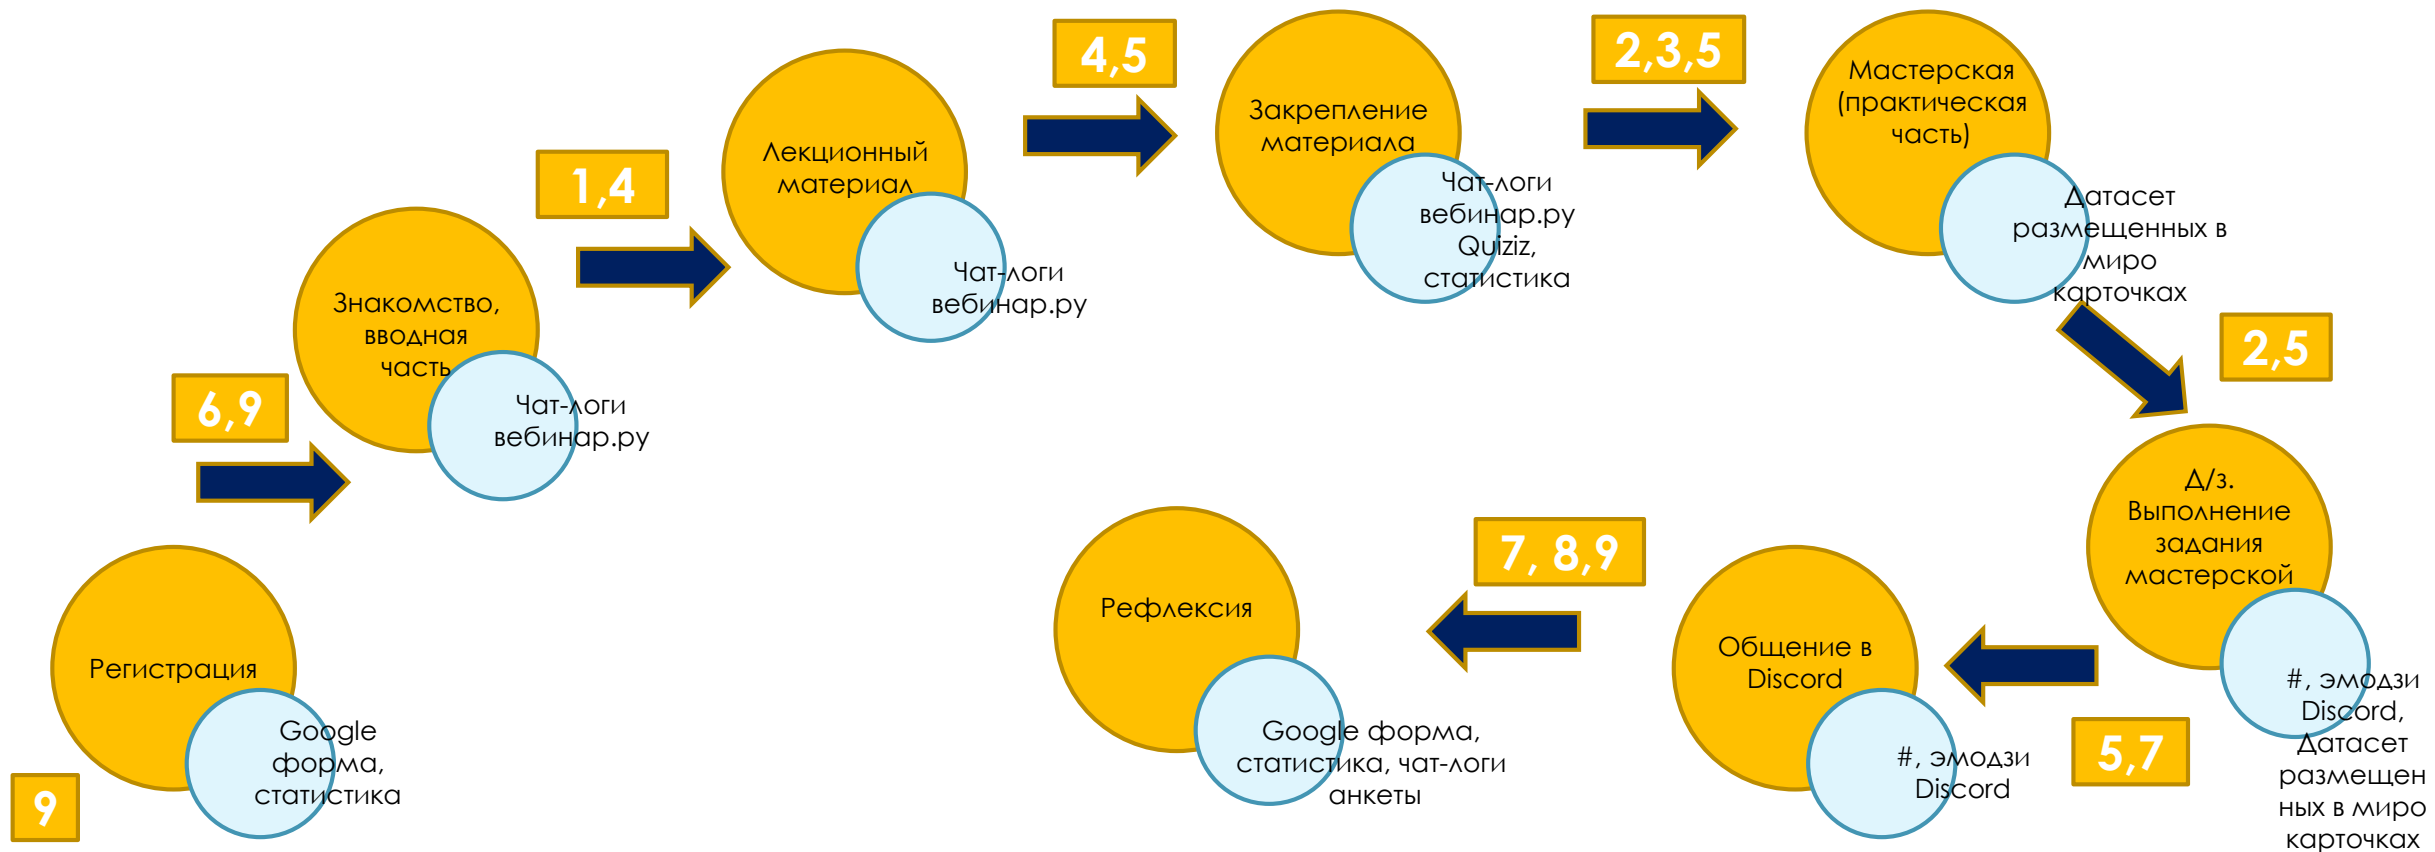 9
Регистрация
Google
форма,
статистика
6,9
Знакомство,
вводная
часть
Чат-логи
вебинар.ру
1,4
Лекционный
материал
Чат-логи
вебинар.ру
4,5
Закрепление
материала
Чат-логи
вебинар.ру
Quiziz,
статистика
2,3,5
Мастерская
(практическая
часть)
Датасет
размещенных в
миро
карточках
2,5
Д/з.
Выполнение
задания
мастерской
#, эмодзи
Discord,
Датасет
размещен
ных в миро
карточках
5,7
Общение в
Discord
#, эмодзи
Discord
7, 8,9
Рефлексия
Google форма,
статистика, чат-логи
анкеты